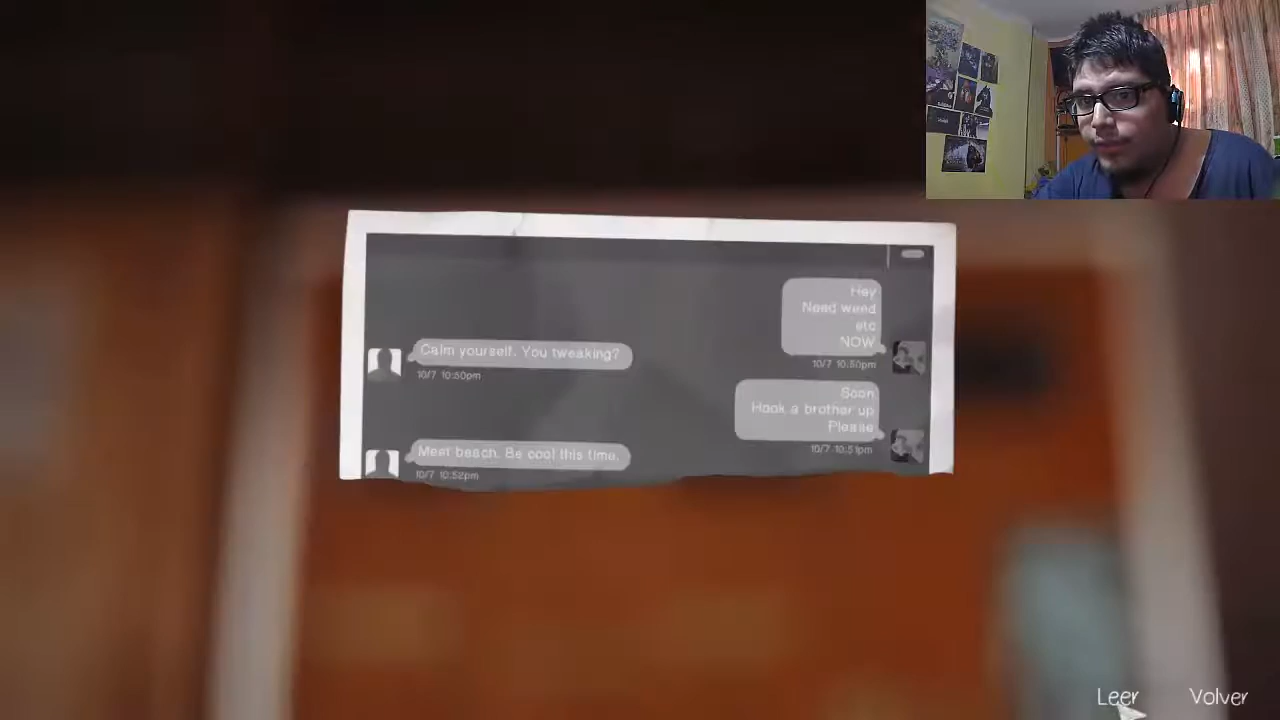 Hey
Need weed
etc
NOW
10/7 10:50pm
Calm yourself. You tweaking?
10/7 10:50pm
Soon
Hook a brother up
Please
10/7 10:51pm
Meet beach. Be cool this time.
10/7 10:52pm
Leer
Volver